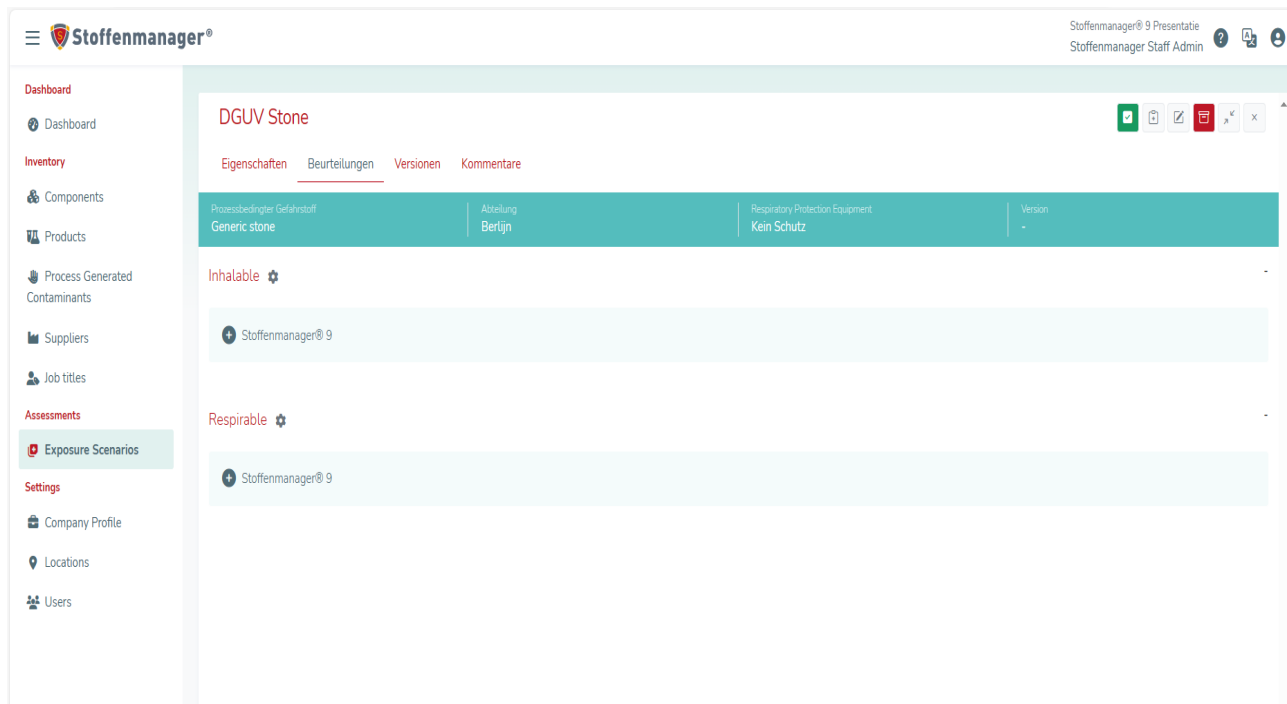 Stoffenmanager®
Stoffenmanager® 9 Presentatie
Stoffenmanager Staff Admin
Dashboard
Dashboard
Inventory
Components
Products
Process Generated
Contaminants
Suppliers
Job titles
Assessments
Exposure Scenarios
Settings
Company Profile
Locations
Users
DGUV Stone
Eigenschaften Beurteilungen Versionen Kommentare
Prozessbedingter Gefahrstoff Abteilung Respiratory Protection Equipment Version
Generic stone Berlijn Kein Schutz -
Inhalable -
Stoffenmanager® 9
Respirable -
Stoffenmanager® 9